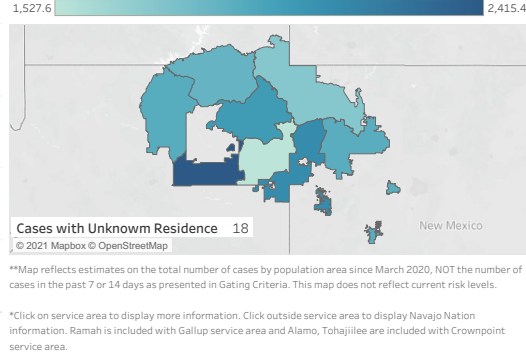 1,527.6 2,415.4
New Mexico
Cases with Unknowm Residence 18
© 2021 Mapbox © OpenStreetMap
**Map reflects estimates on the total number of cases by population area since March 2020, NOT the number of
cases in the past 7 or 14 days as presented in Gating Criteria. This map does not reflect current risk levels.
*Click on service area to display more information. Click outside service area to display Navajo Nation
information. Ramah is included with Gallup service area and Alamo, Tohajiilee are included with Crownpoint
service area.